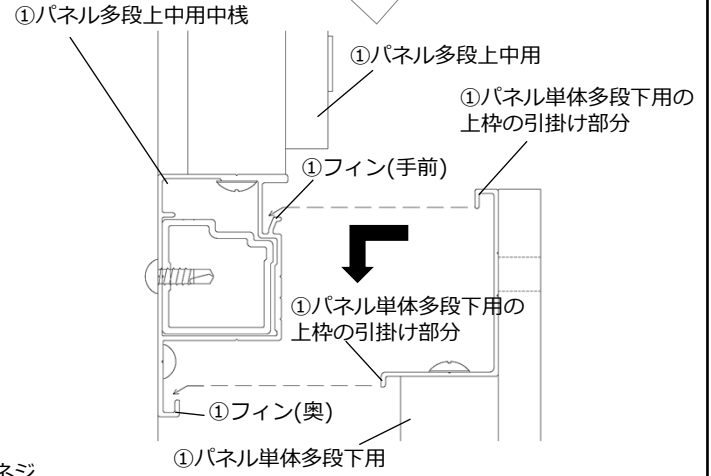 ①パネル多段上中用中桟
①パネル多段上中用
①パネル単体多段下用の
上枠の引掛け部分
①フィン(手前)
①パネル単体多段下用の
上枠の引掛け部分
①フィン(奥)
①パネル単体多段下用
ネジ